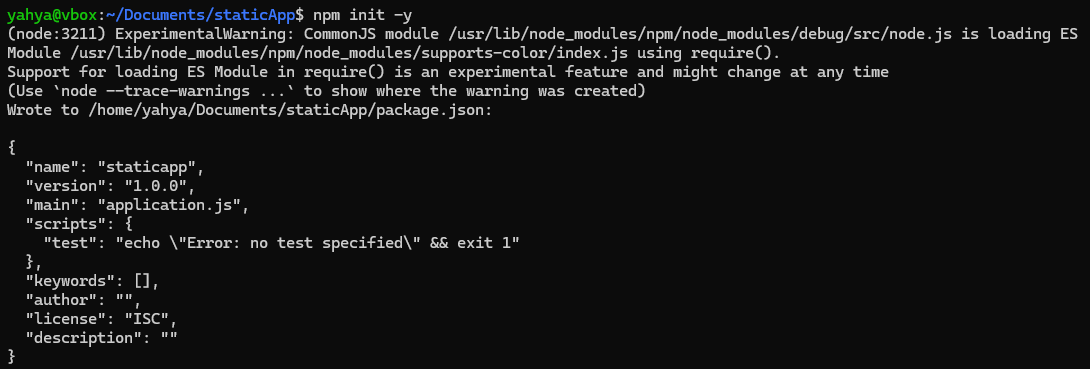 yahya@vbox:~/Documents/staticApp$ npm init -y
(node:3211) ExperimentalWarning: CommonJS module /usr/lib/node_modules/npm/node_modules/debug/src/node.js is loading ES
Module /usr/lib/node_modules/npm/node_modules/supports-color/index.js using require().
Support for loading ES Module in require() is an experimental feature and might change at any time
(Use `node --trace-warnings ...` to show where the warning was created)
Wrote to /home/yahya/Documents/staticApp/package.json:

{
  "name": "staticapp",
  "version": "1.0.0",
  "main": "application.js",
  "scripts": {
    "test": "echo \"Error: no test specified\" && exit 1"
  },
  "keywords": [],
  "author": "",
  "license": "ISC",
  "description": ""
}